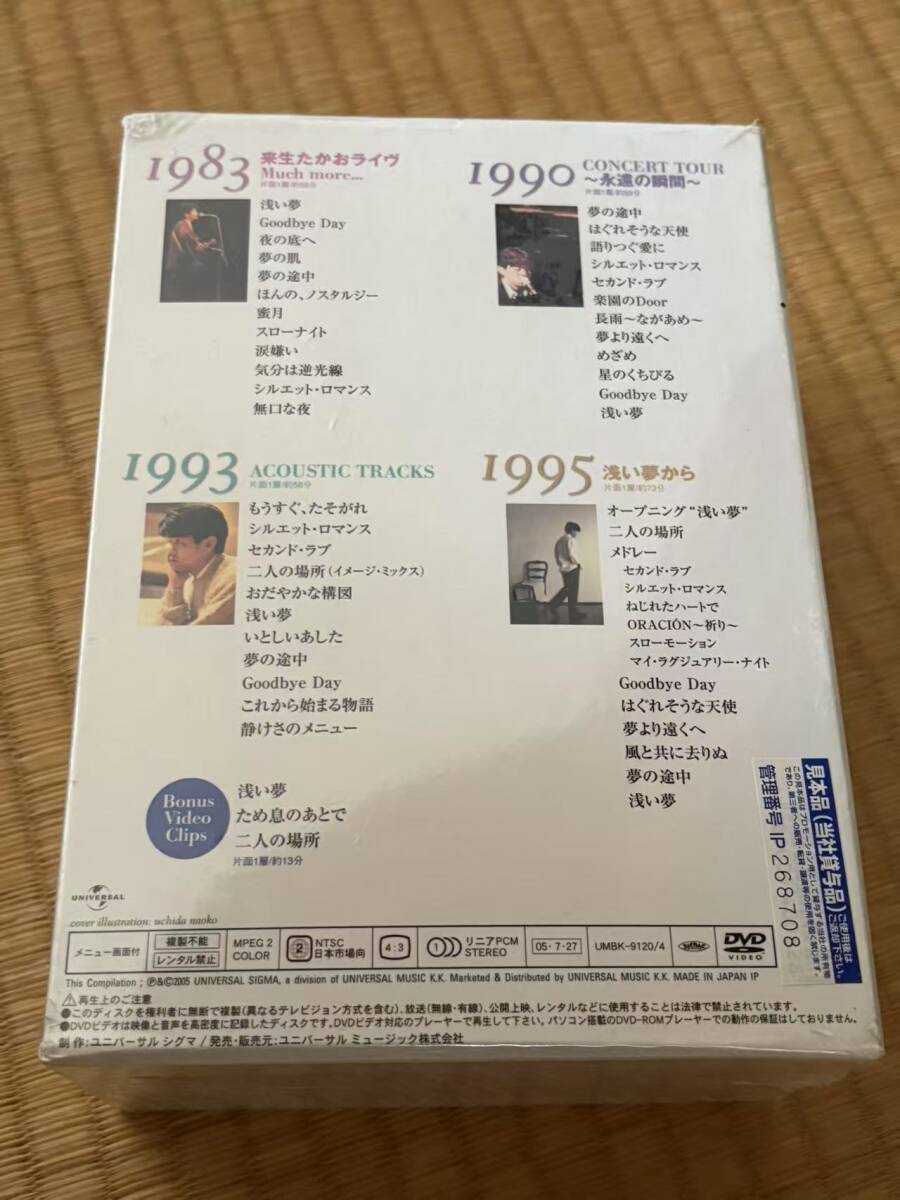 1983 来生たかおライヴ
Much more...
浅い夢
Goodbye Day
夜の底へ
夢の肌
夢の途中
ほんの、ノスタルジー
蜜月
スローナイト
涙嫌い
気分は逆光線
シルエット・ロマンス
無口な夜
1990 CONCERT TOUR
〜永遠の瞬間〜
夢の途中
はぐれそうな天使
語りつぐ愛に
シルエット・ロマンス
セカンド・ラブ
楽園のDoor
長雨〜ながあめ〜
夢より遠くへ
めざめ
星のくちびる
Goodbye Day
浅い夢
1993 ACOUSTIC TRACKS
片面1層/約58分
もうすぐ、たそがれ
シルエット・ロマンス
セカンド・ラブ
二人の場所(イメージ・ミックス)
おだやかな構図
浅い夢
いとしいあした
夢の途中
Goodbye Day
これから始まる物語
静けさのメニュー
1995 浅い夢から
片面1層/約73分
オープニング“浅い夢”
二人の場所
メドレー
セカンド・ラブ
シルエット・ロマンス
ねじれたハートで
ORACIÓN〜祈り〜
スローモーション
マイ・ラグジュアリー・ナイト
Goodbye Day
はぐれそうな天使
夢より遠くへ
風と共に去りぬ
夢の途中
浅い夢
Bonus
Video
Clips
浅い夢
ため息のあとで
二人の場所
片面1層/約13分
見本品(当社貸与品)
ご使用後は
ご返却下さい。
管理番号 IP 268708
UNIVERSAL
cover illustration: uchida naoko
メニュー画面付
複製不能
レンタル禁止
MPEG 2
COLOR
2 NTSC
日本市場向
4:3
リニアPCM
STEREO
05・7・27
UMBK-9120/4
DVD
VIDEO
This Compilation : ℗&©2005 UNIVERSAL SIGMA, a division of UNIVERSAL MUSIC K.K. Marketed & Distributed by UNIVERSAL MUSIC K.K. MADE IN JAPAN IP
⚠再生上のご注意
●このディスクを権利者に無断で複製(異なるテレビジョン方式を含む)、放送(無線・有線)、公開上映、レンタルなどに使用することは法律で禁止されています。
●DVDビデオは映像と音声を高密度に記録したディスクです。DVDビデオ対応のプレーヤーで再生して下さい。パソコン搭載のDVD-ROMプレーヤーでの動作の保証はしておりません。
制作:ユニバーサル シグマ / 発売・販売元:ユニバーサル ミュージック株式会社